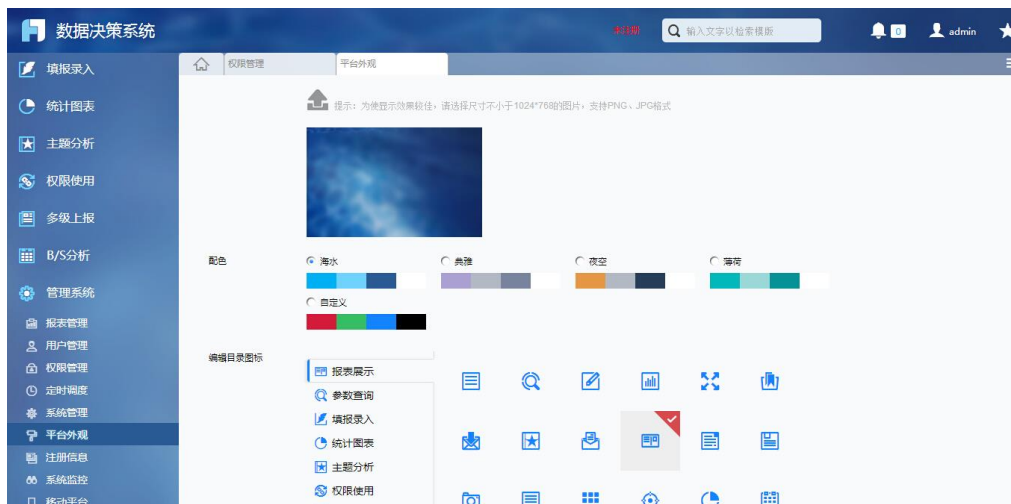 数据决策系统
未注册
输入文字以检索模版
0
admin
填报录入
统计图表
主题分析
权限使用
多级上报
B/S分析
管理系统
报表管理
用户管理
权限管理
定时调度
系统管理
平台外观
注册信息
系统监控
移动平台
权限管理
平台外观
提示：为使显示效果较佳，请选择尺寸不小于1024*768的图片，支持PNG、JPG格式
配色
海水
典雅
夜空
薄荷
自定义
编辑目录图标
报表展示
参数查询
填报录入
统计图表
主题分析
权限使用